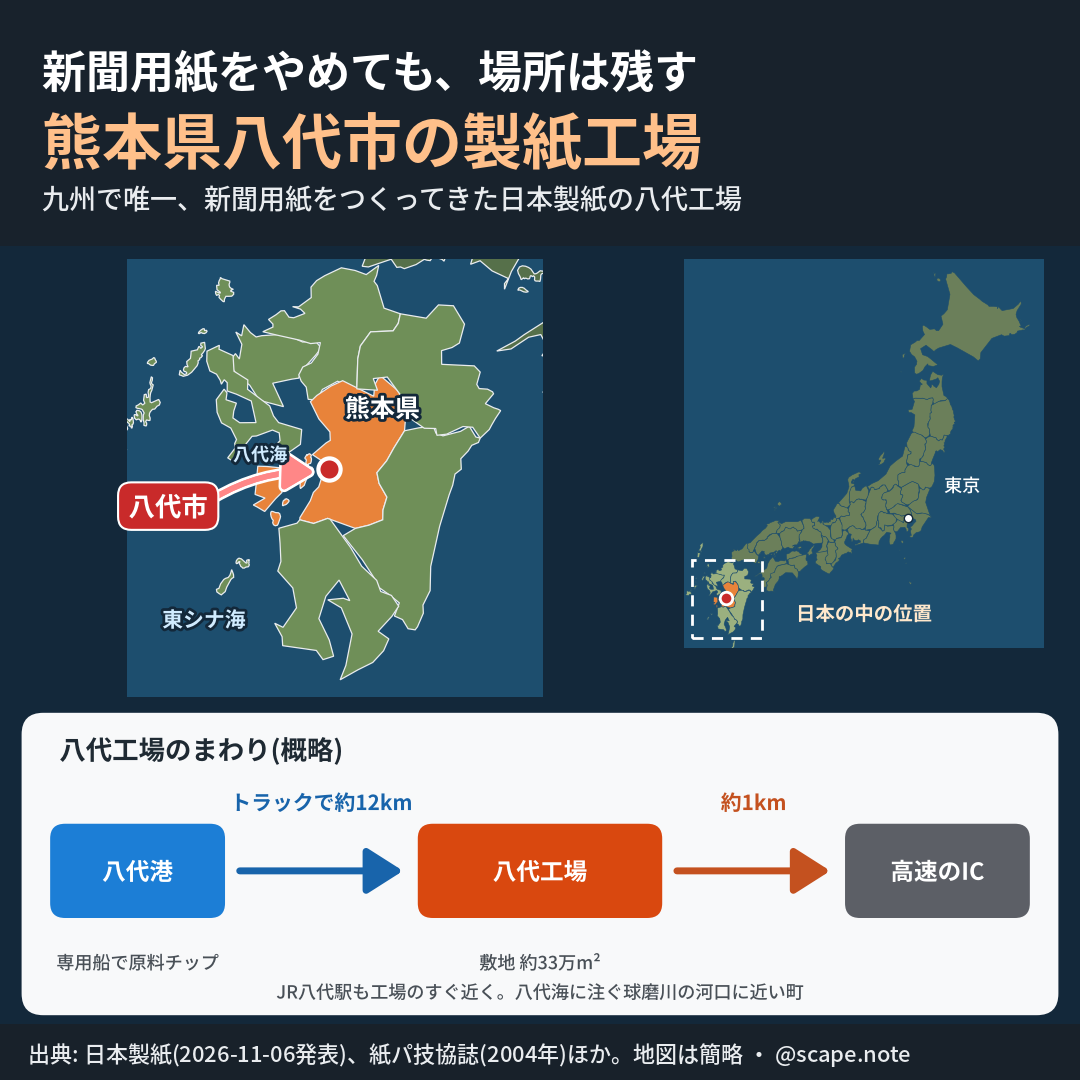 新聞用紙をやめても、場所は残す
熊本県八代市の製紙工場
九州で唯一、新聞用紙をつくってきた日本製紙の八代工場
熊本県
八代海
八代市
東シナ海
東京
日本の中の位置
八代工場のまわり(概略)
トラックで約12km
約1km
八代港
八代工場
高速のIC
専用船で原料チップ
敷地 約33万m²
JR八代駅も工場のすぐ近く。八代海に注ぐ球磨川の河口に近い町
出典: 日本製紙(2026-11-06発表)、紙パ技協誌(2004年)ほか。地図は簡略 ・ @scape.note